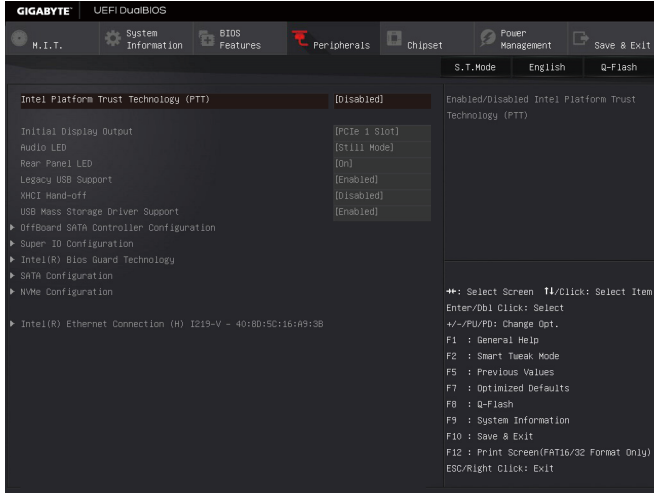 GIGABYTE™ UEFI DualBIOS
M.I.T.
System Information
BIOS Features
Peripherals
Chipset
Power Management
Save & Exit
S.T.Mode English Q-Flash
Intel Platform Trust Technology (PTT) [Disabled]
Initial Display Output [PCIe 1 Slot]
Audio LED [Still Mode]
Rear Panel LED [On]
Legacy USB Support [Enabled]
XHCI Hand-off [Disabled]
USB Mass Storage Driver Support [Enabled]
OffBoard SATA Controller Configuration
Super IO Configuration
Intel(R) Bios Guard Technology
SATA Configuration
NVMe Configuration
Intel(R) Ethernet Connection (H) I219-V - 40:8D:5C:16:A9:3B
Enabled/Disabled Intel Platform Trust
Technology (PTT)
→←: Select Screen ↑↓/Click: Select Item
Enter/Dbl Click: Select
+/-/PU/PD: Change Opt.
F1 : General Help
F2 : Smart Tweak Mode
F5 : Previous Values
F7 : Optimized Defaults
F8 : Q-Flash
F9 : System Information
F10 : Save & Exit
F12 : Print Screen(FAT16/32 Format Only)
ESC/Right Click: Exit